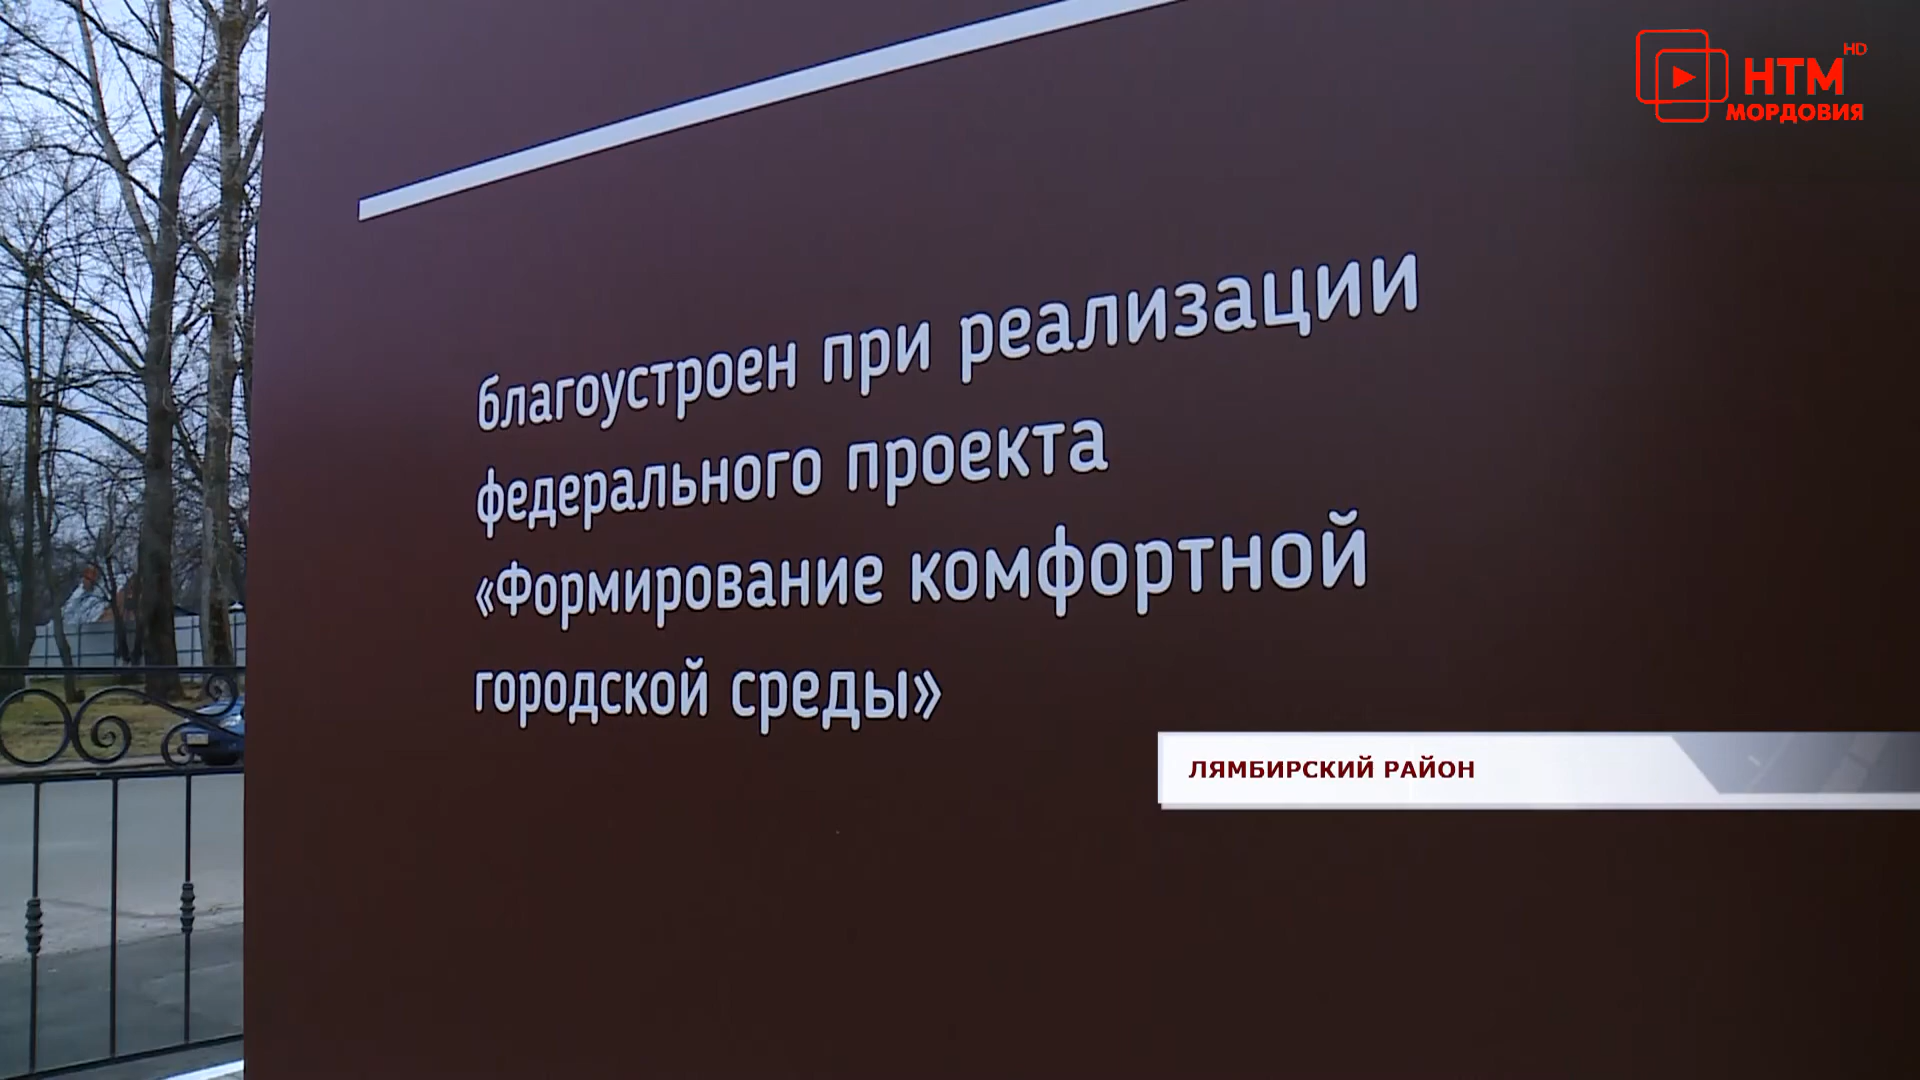 HD
НТМ
МОРДОВИЯ
благоустроен при реализации
федерального проекта
«Формирование комфортной
городской среды»
ЛЯМБИРСКИЙ РАЙОН